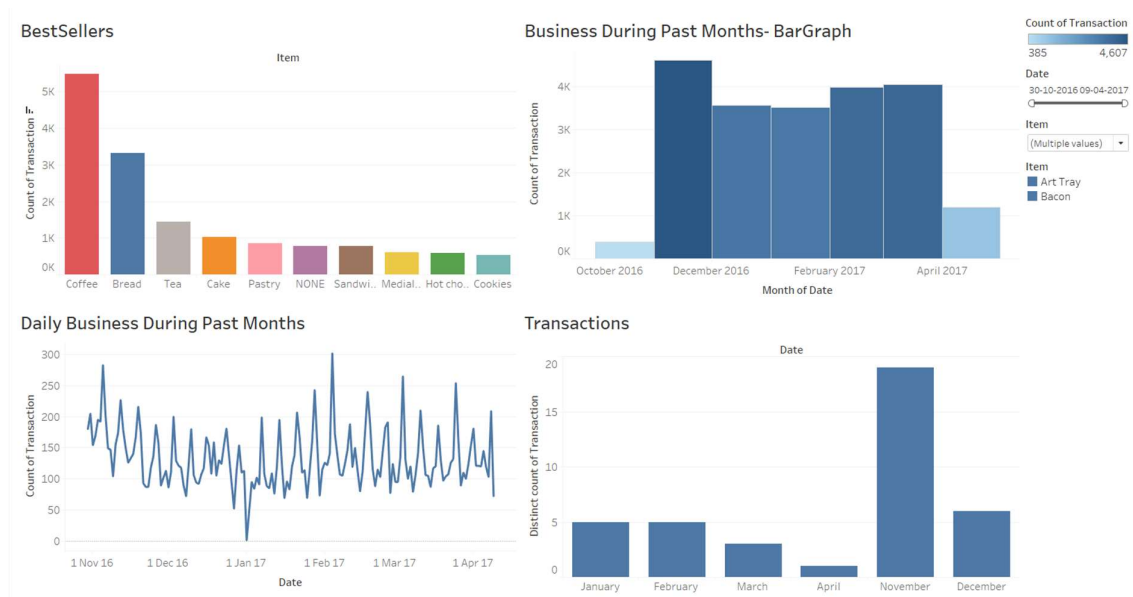 BestSellers
Item
Count of Transaction
5K
4K
3K
2K
1K
0K
Coffee Bread Tea Cake Pastry NONE Sandwi.. Medial.. Hot cho.. Cookies
Business During Past Months- BarGraph
Count of Transaction
4K
3K
2K
1K
0K
October 2016 December 2016 February 2017 April 2017
Month of Date
Count of Transaction
385 4,607
Date
30-10-2016 09-04-2017
Item
(Multiple values)
Item
Art Tray
Bacon
Daily Business During Past Months
Count of Transaction
300
250
200
150
100
50
0
1 Nov 16 1 Dec 16 1 Jan 17 1 Feb 17 1 Mar 17 1 Apr 17
Date
Transactions
Date
Distinct count of Transaction
20
15
10
5
0
January February March April November December